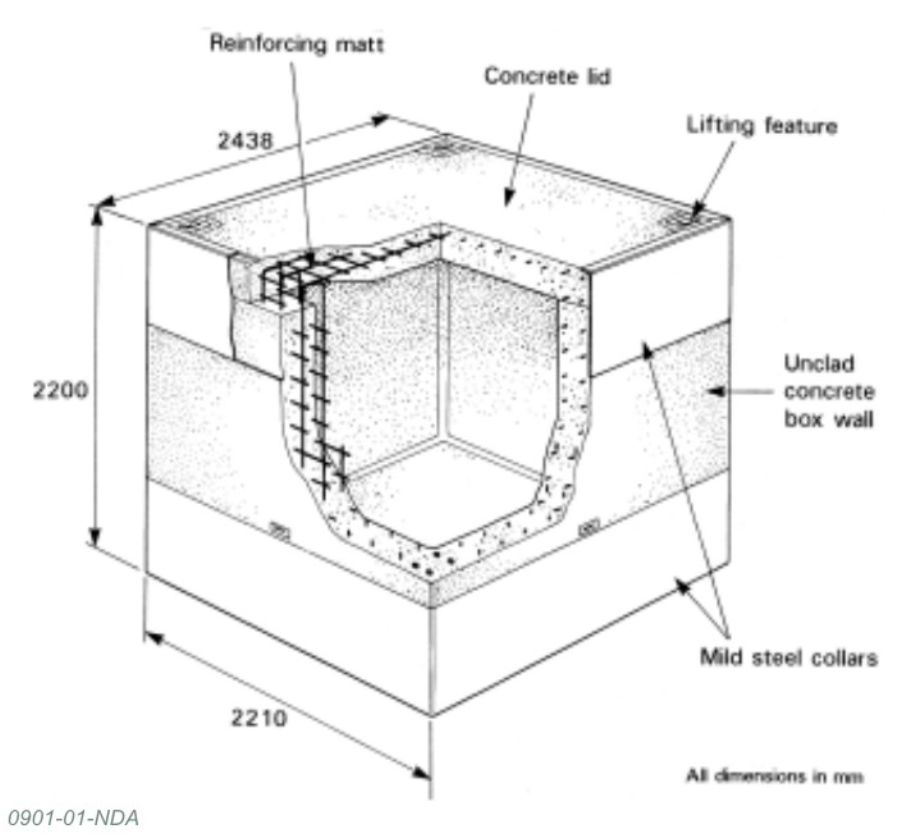 Reinforcing matt
Concrete lid
Lifting feature
2438
2200
Unclad
concrete
box wall
Mild steel collars
2210
All dimensions in mm
0901-01-NDA